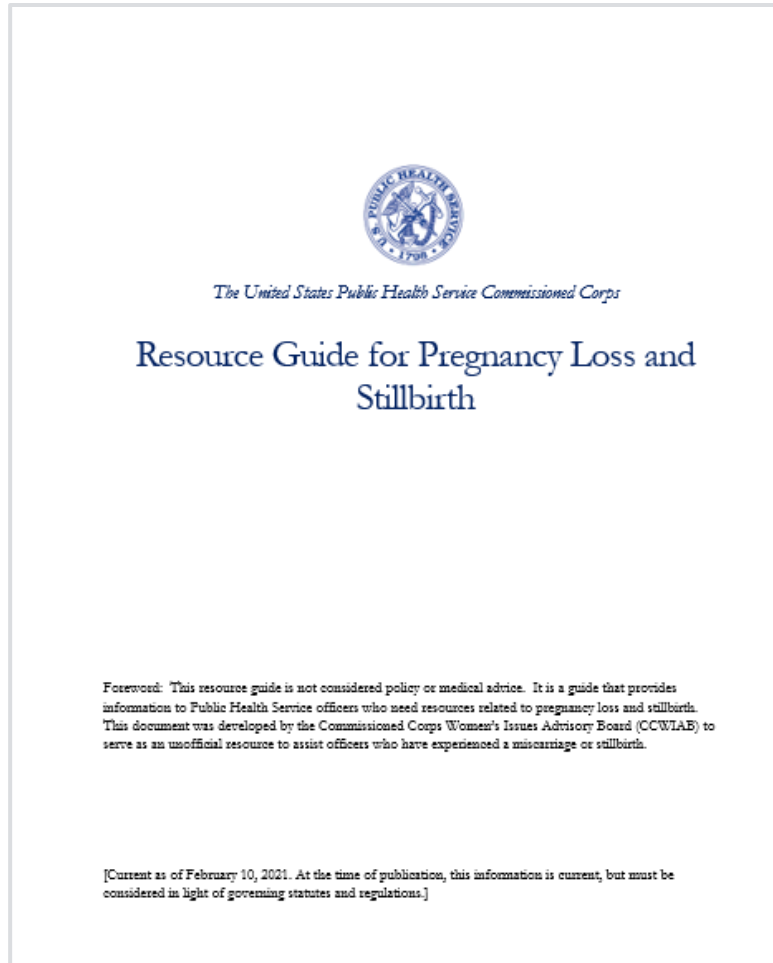 U.S. PUBLIC HEALTH SERVICE
1798
The United States Public Health Service Commissioned Corps
Resource Guide for Pregnancy Loss and
Stillbirth
Foreword:  This resource guide is not considered policy or medical advice.  It is a guide that provides
information to Public Health Service officers who need resources related to pregnancy loss and stillbirth.
This document was developed by the Commissioned Corps Women's Issues Advisory Board (CCWIAB) to
serve as an unofficial resource to assist officers who have experienced a miscarriage or stillbirth.
[Current as of February 10, 2021. At the time of publication, this information is current, but must be
considered in light of governing statutes and regulations.]